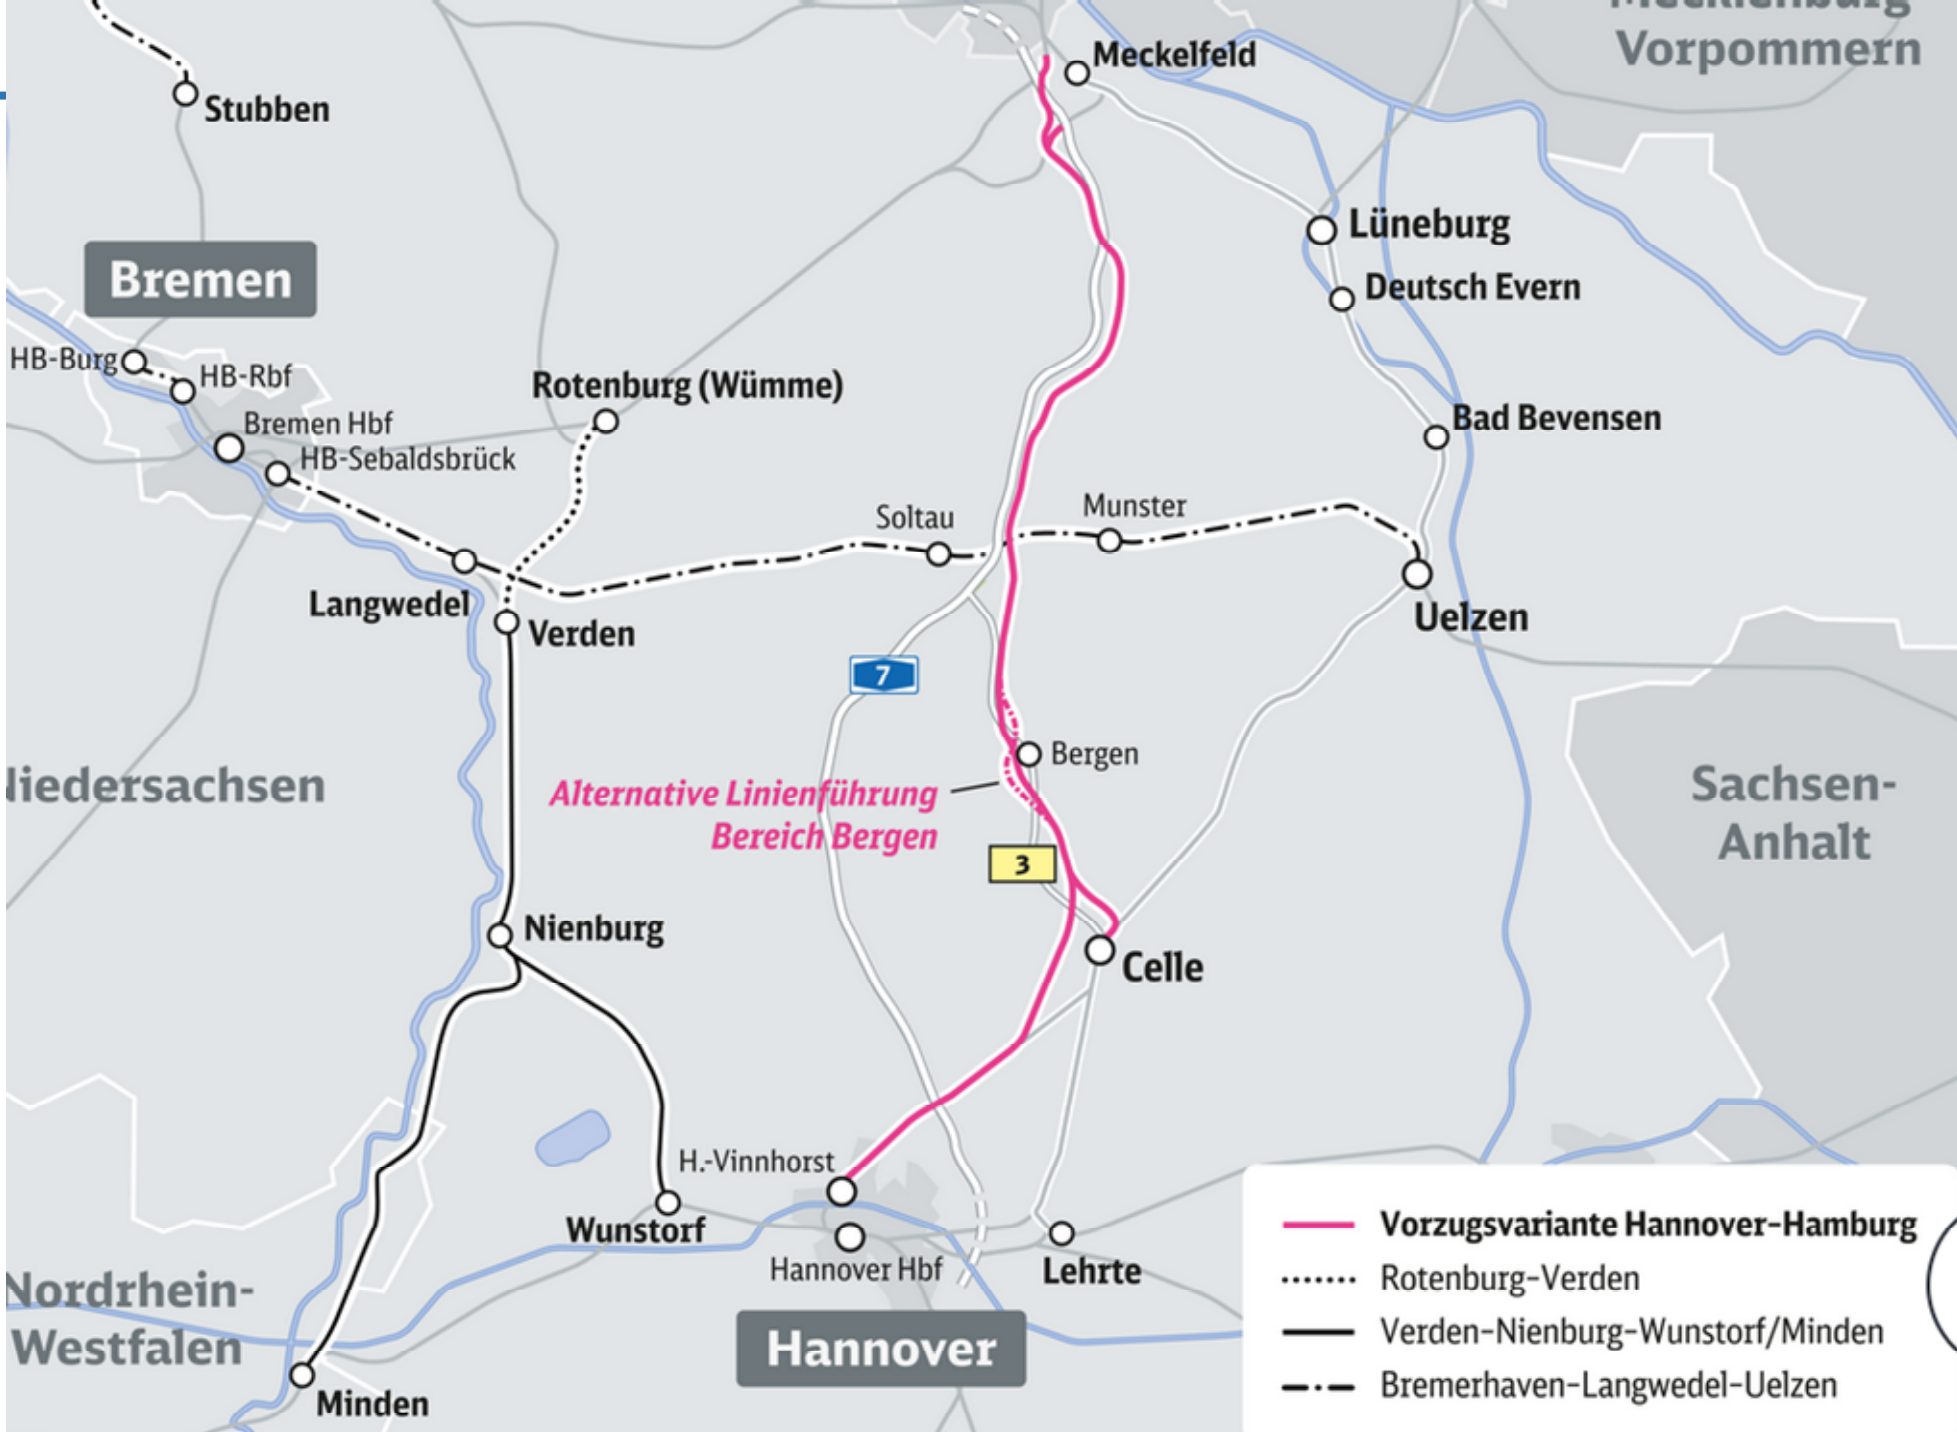 Mecklenburg
Vorpommern
Meckelfeld
Stubben
Lüneburg
Deutsch Evern
Bremen
HB-Burg
HB-Rbf
Bremen Hbf
HB-Sebaldsbrück
Rotenburg (Wümme)
Bad Bevensen
Soltau
Munster
Langwedel
Verden
Uelzen
7
Bergen
Niedersachsen
Alternative Linienführung
Bereich Bergen
Sachsen-
Anhalt
3
Nienburg
Celle
H.-Vinnhorst
Wunstorf
Hannover Hbf
Lehrte
Nordrhein-
Westfalen
Hannover
Minden
Vorzugsvariante Hannover–Hamburg
Rotenburg–Verden
Verden–Nienburg–Wunstorf/Minden
Bremerhaven–Langwedel–Uelzen